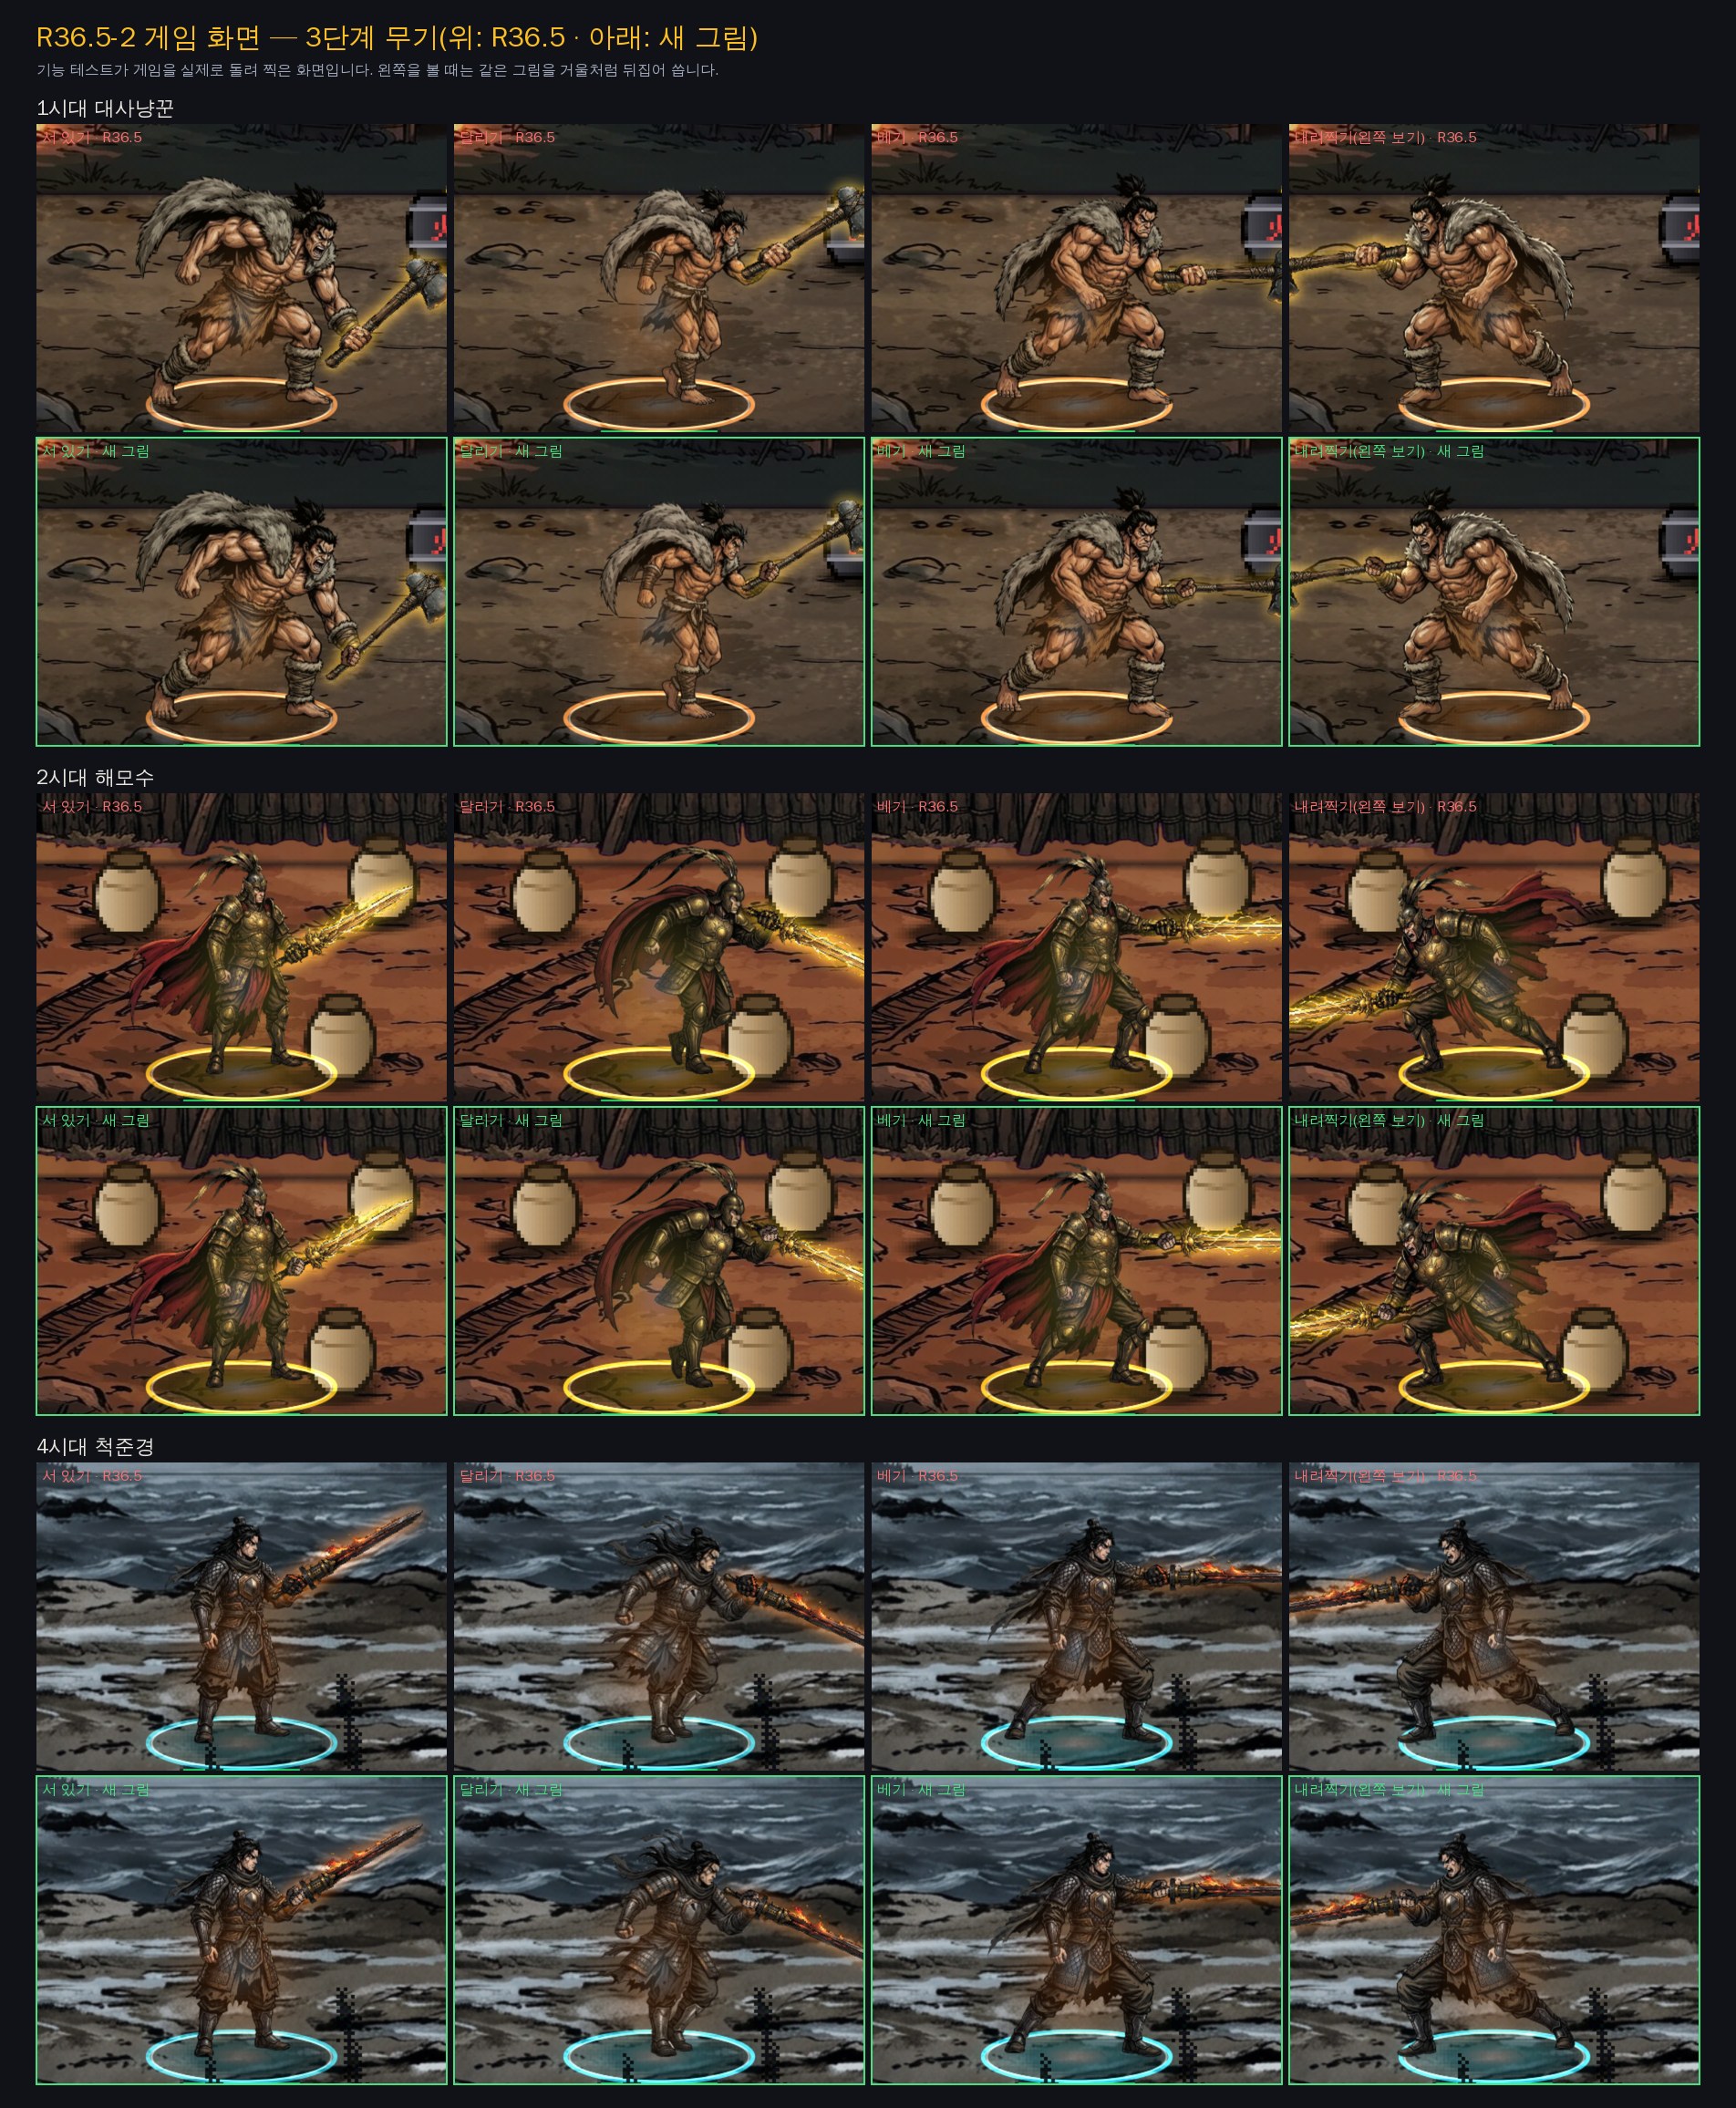 R36.5-2 게임 화면 — 3단계 무기(위: R36.5 · 아래: 새 그림)
기능 테스트가 게임을 실제로 돌려 찍은 화면입니다. 왼쪽을 볼 때는 같은 그림을 거울처럼 뒤집어 씁니다.
1시대 대사냥꾼
서 있기 · R36.5
달리기 · R36.5
베기 · R36.5
내려찍기(왼쪽 보기) · R36.5
서 있기 · 새 그림
달리기 · 새 그림
베기 · 새 그림
내려찍기(왼쪽 보기) · 새 그림
2시대 해모수
서 있기 · R36.5
달리기 · R36.5
베기 · R36.5
내려찍기(왼쪽 보기) · R36.5
서 있기 · 새 그림
달리기 · 새 그림
베기 · 새 그림
내려찍기(왼쪽 보기) · 새 그림
4시대 척준경
서 있기 · R36.5
달리기 · R36.5
베기 · R36.5
내려찍기(왼쪽 보기) · R36.5
서 있기 · 새 그림
달리기 · 새 그림
베기 · 새 그림
내려찍기(왼쪽 보기) · 새 그림